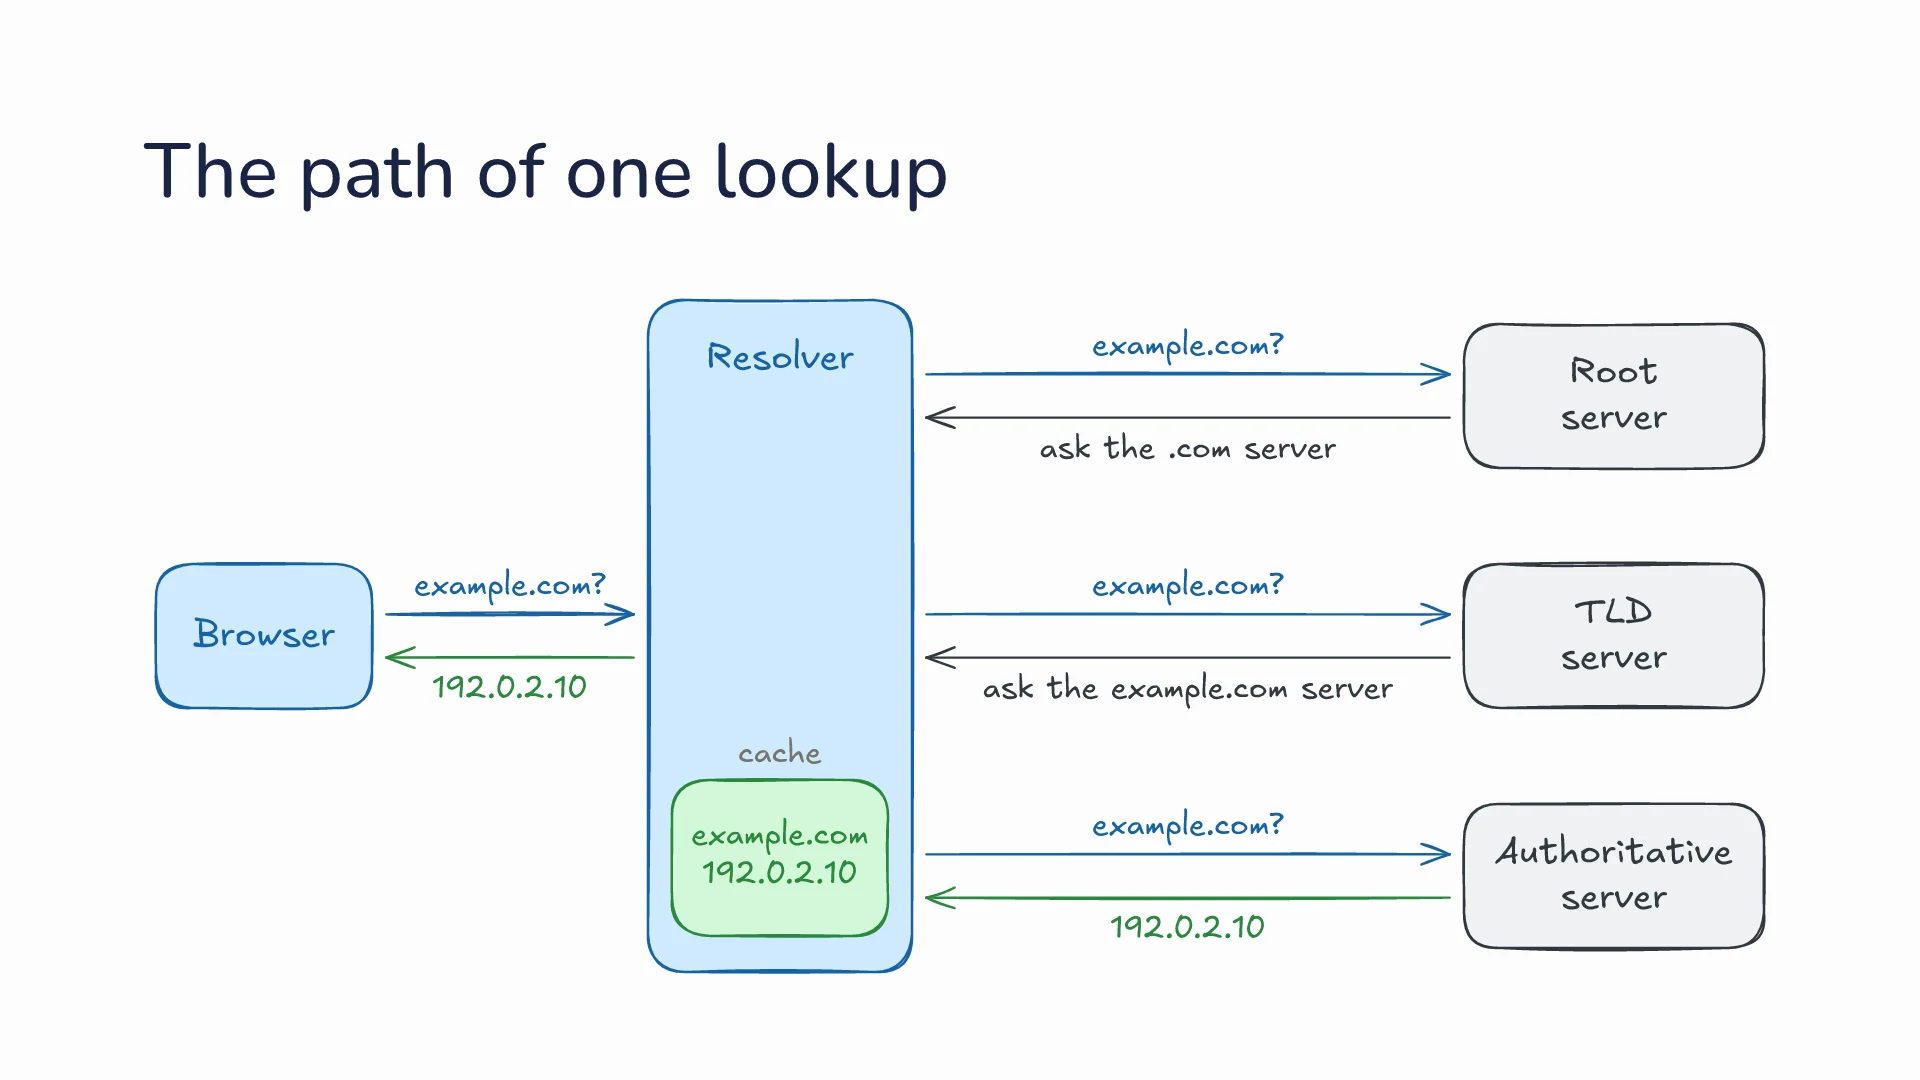 The path of one lookup
Resolver
example.com?
ask the .com server
Root
server
Browser
example.com?
192.0.2.10
example.com?
ask the example.com server
TLD
server
cache
example.com
192.0.2.10
example.com?
192.0.2.10
Authoritative
server